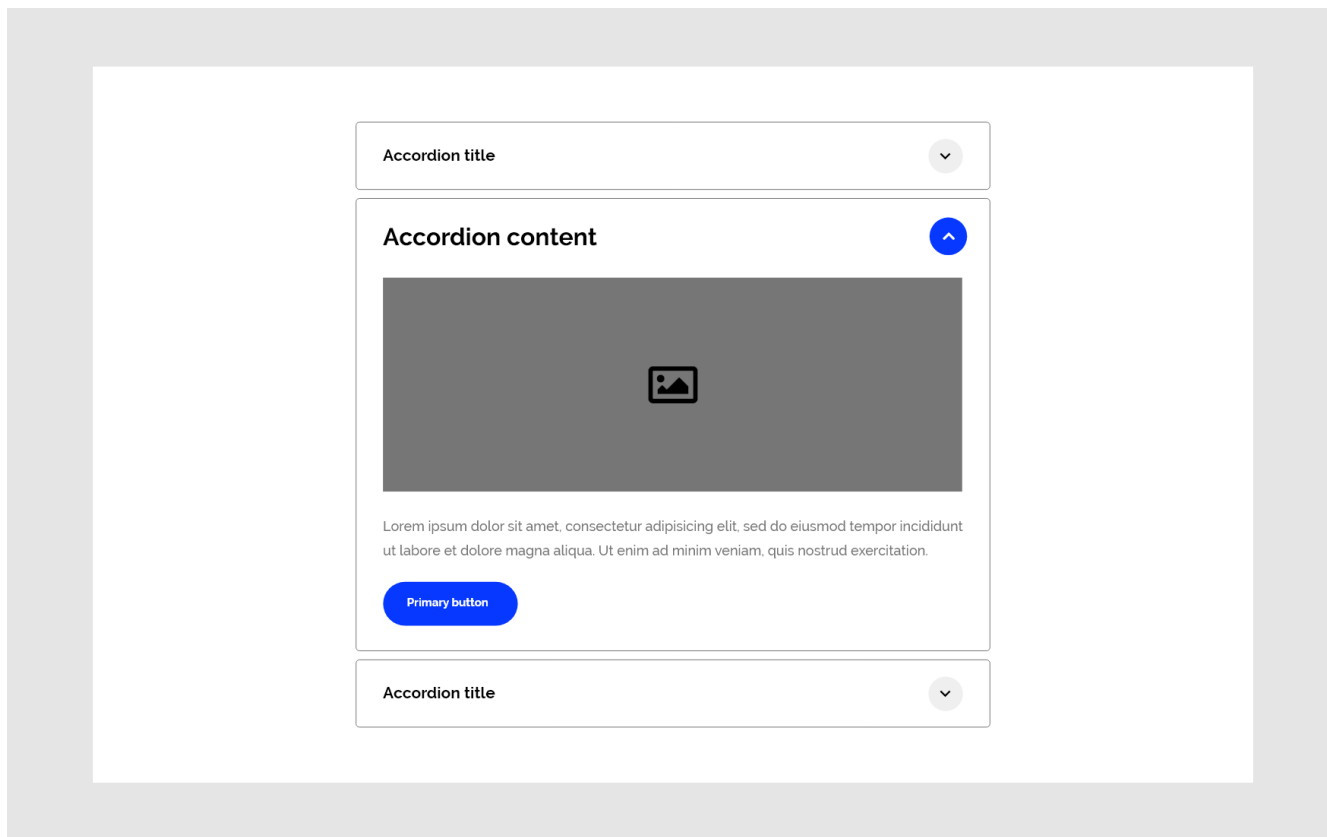 Accordion title
Accordion content
Lorem ipsum dolor sit amet, consectetur adipisicing elit, sed do eiusmod tempor incididunt
ut labore et dolore magna aliqua. Ut enim ad minim veniam, quis nostrud exercitation.
Primary button
Accordion title